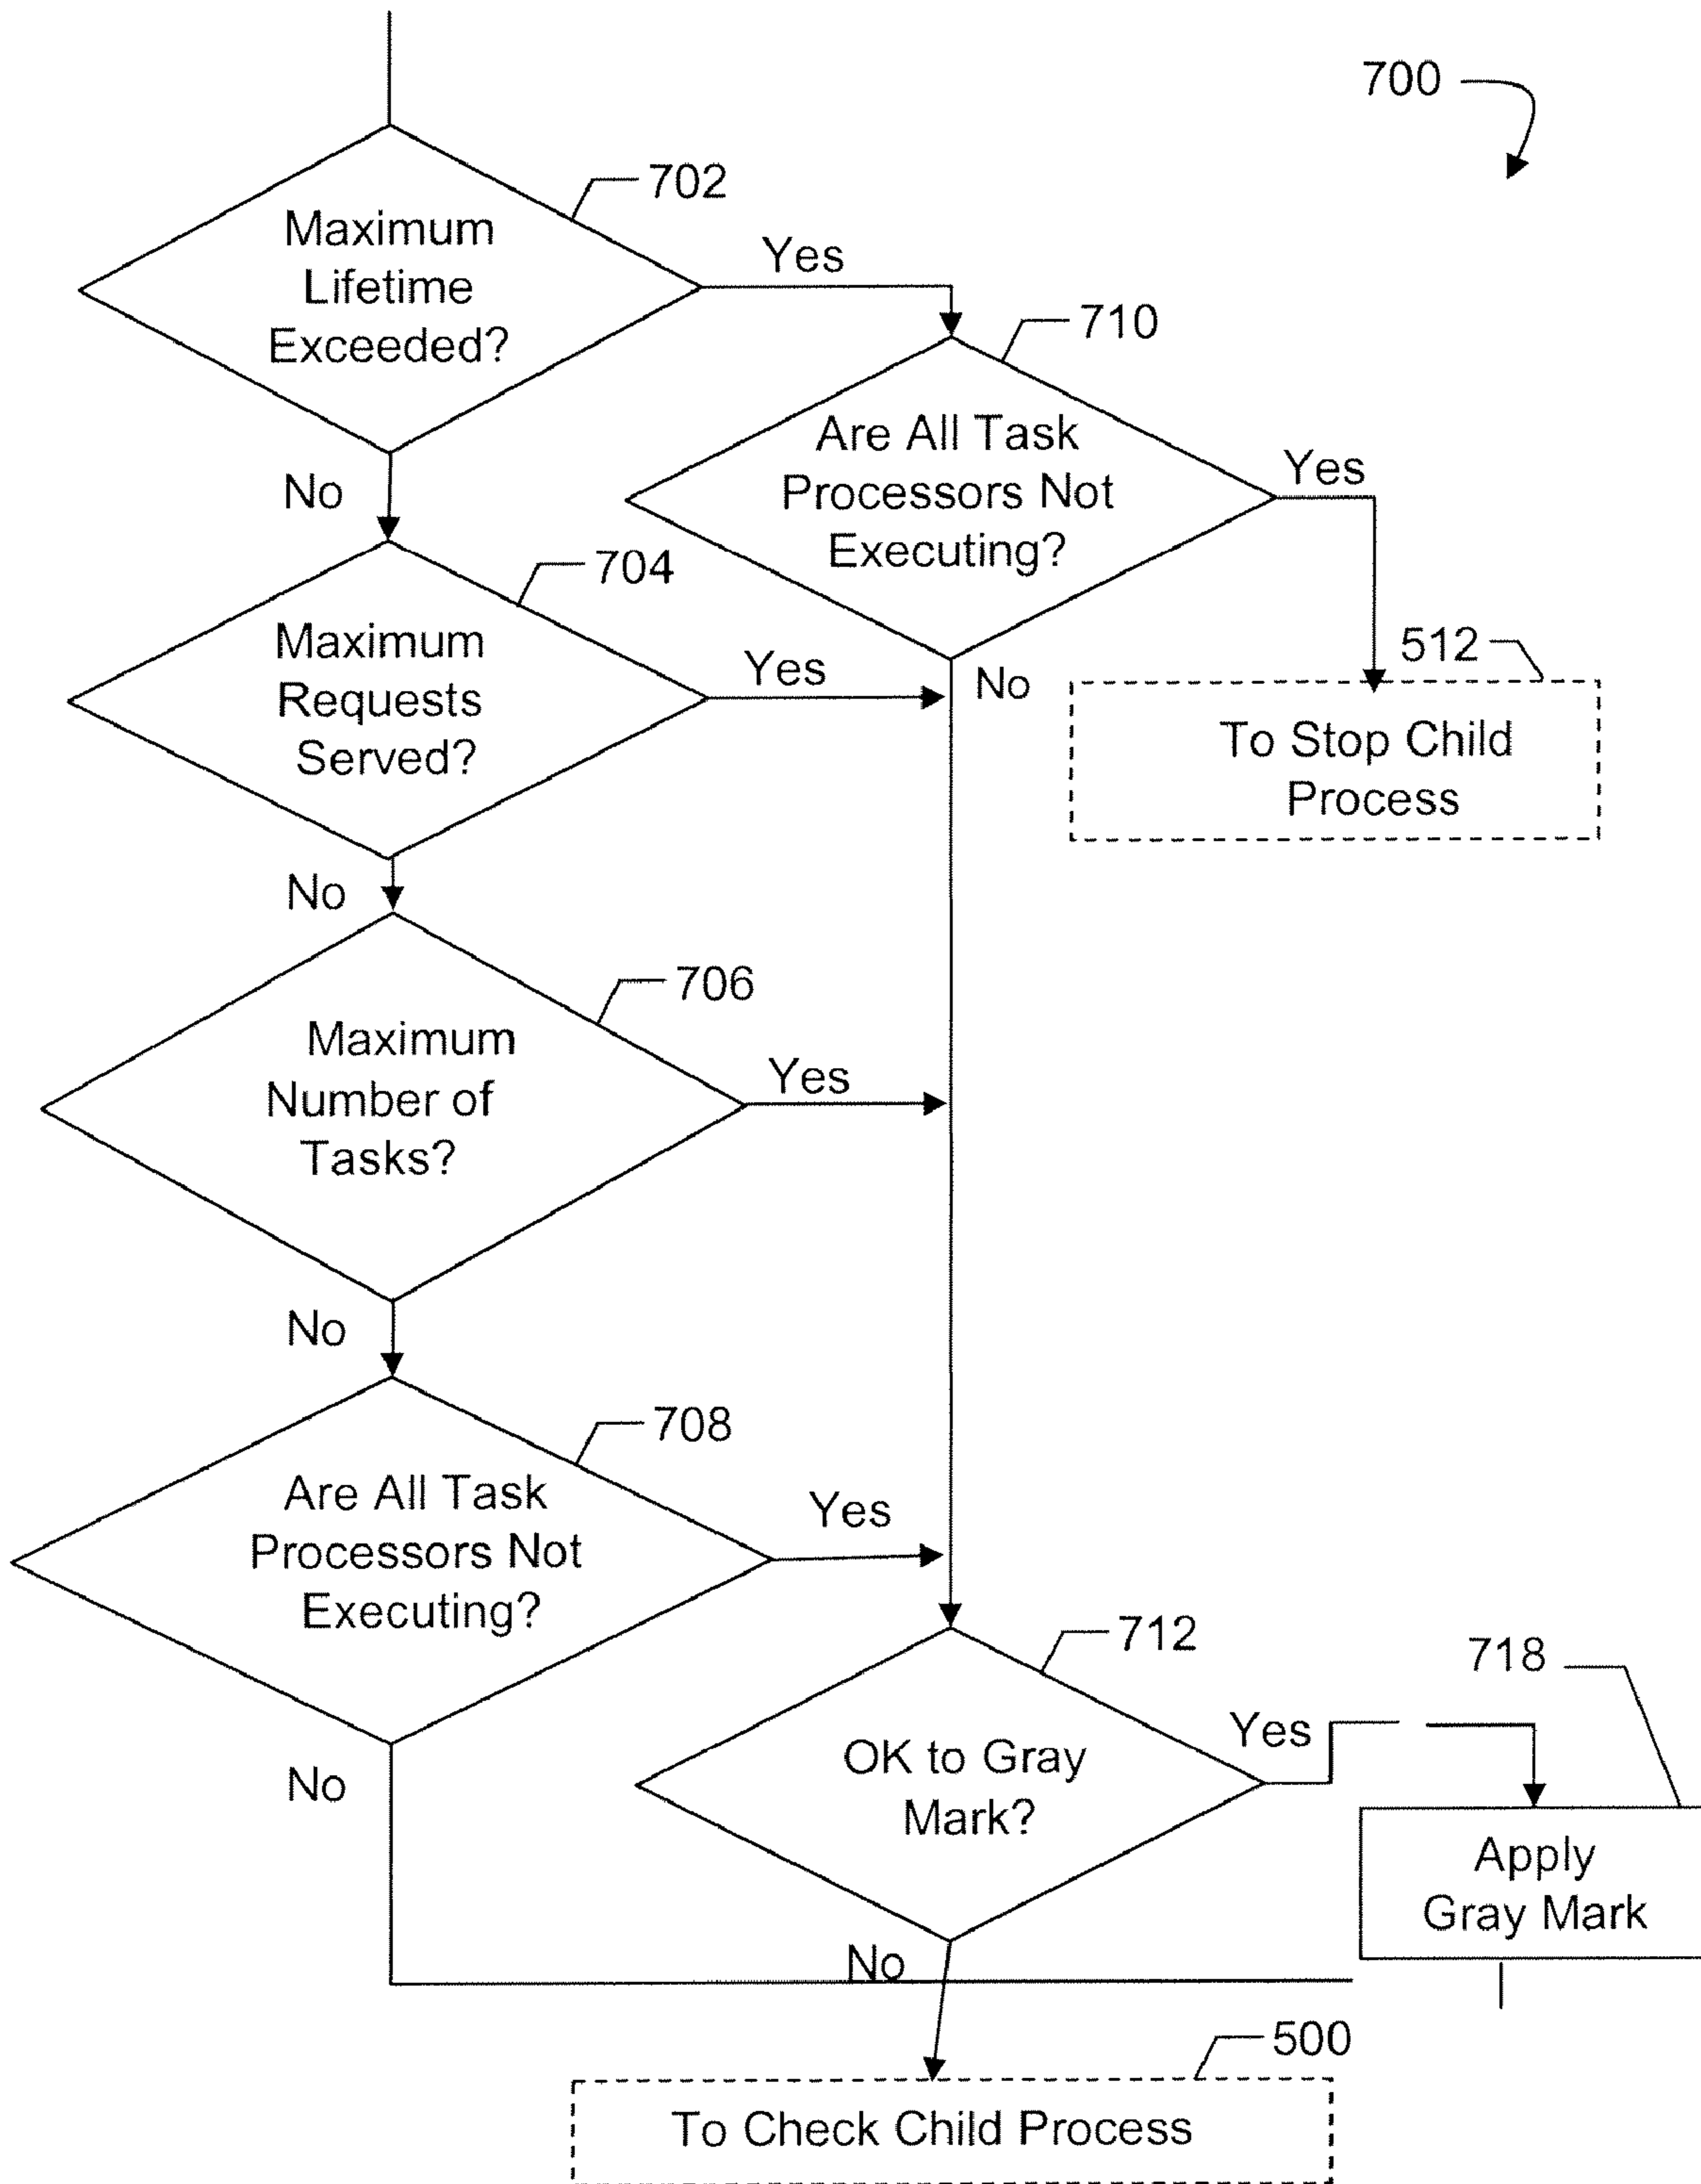 700
702
Maximum
Lifetime
Exceeded?
Yes
710
Are All Task
Processors Not
Executing?
Yes
No
704
Maximum
Requests
Served?
Yes
No
512
To Stop Child
Process
No
706
Maximum
Number of
Tasks?
Yes
No
708
Are All Task
Processors Not
Executing?
Yes
712
718
OK to Gray
Mark?
Yes
No
Apply
Gray Mark
No
500
To Check Child Process